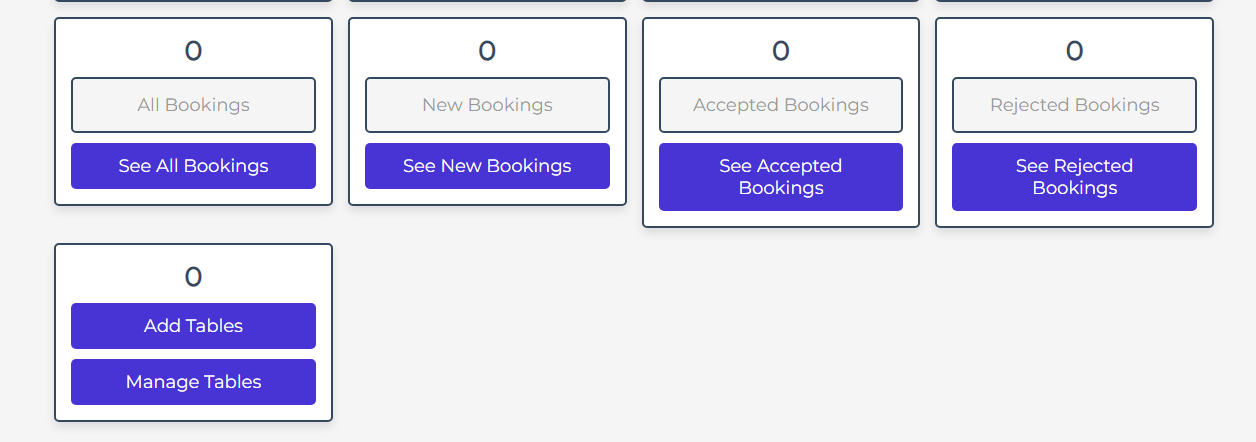 0
All Bookings
See All Bookings
0
New Bookings
See New Bookings
0
Accepted Bookings
See Accepted
Bookings
0
Rejected Bookings
See Rejected
Bookings
0
Add Tables
Manage Tables